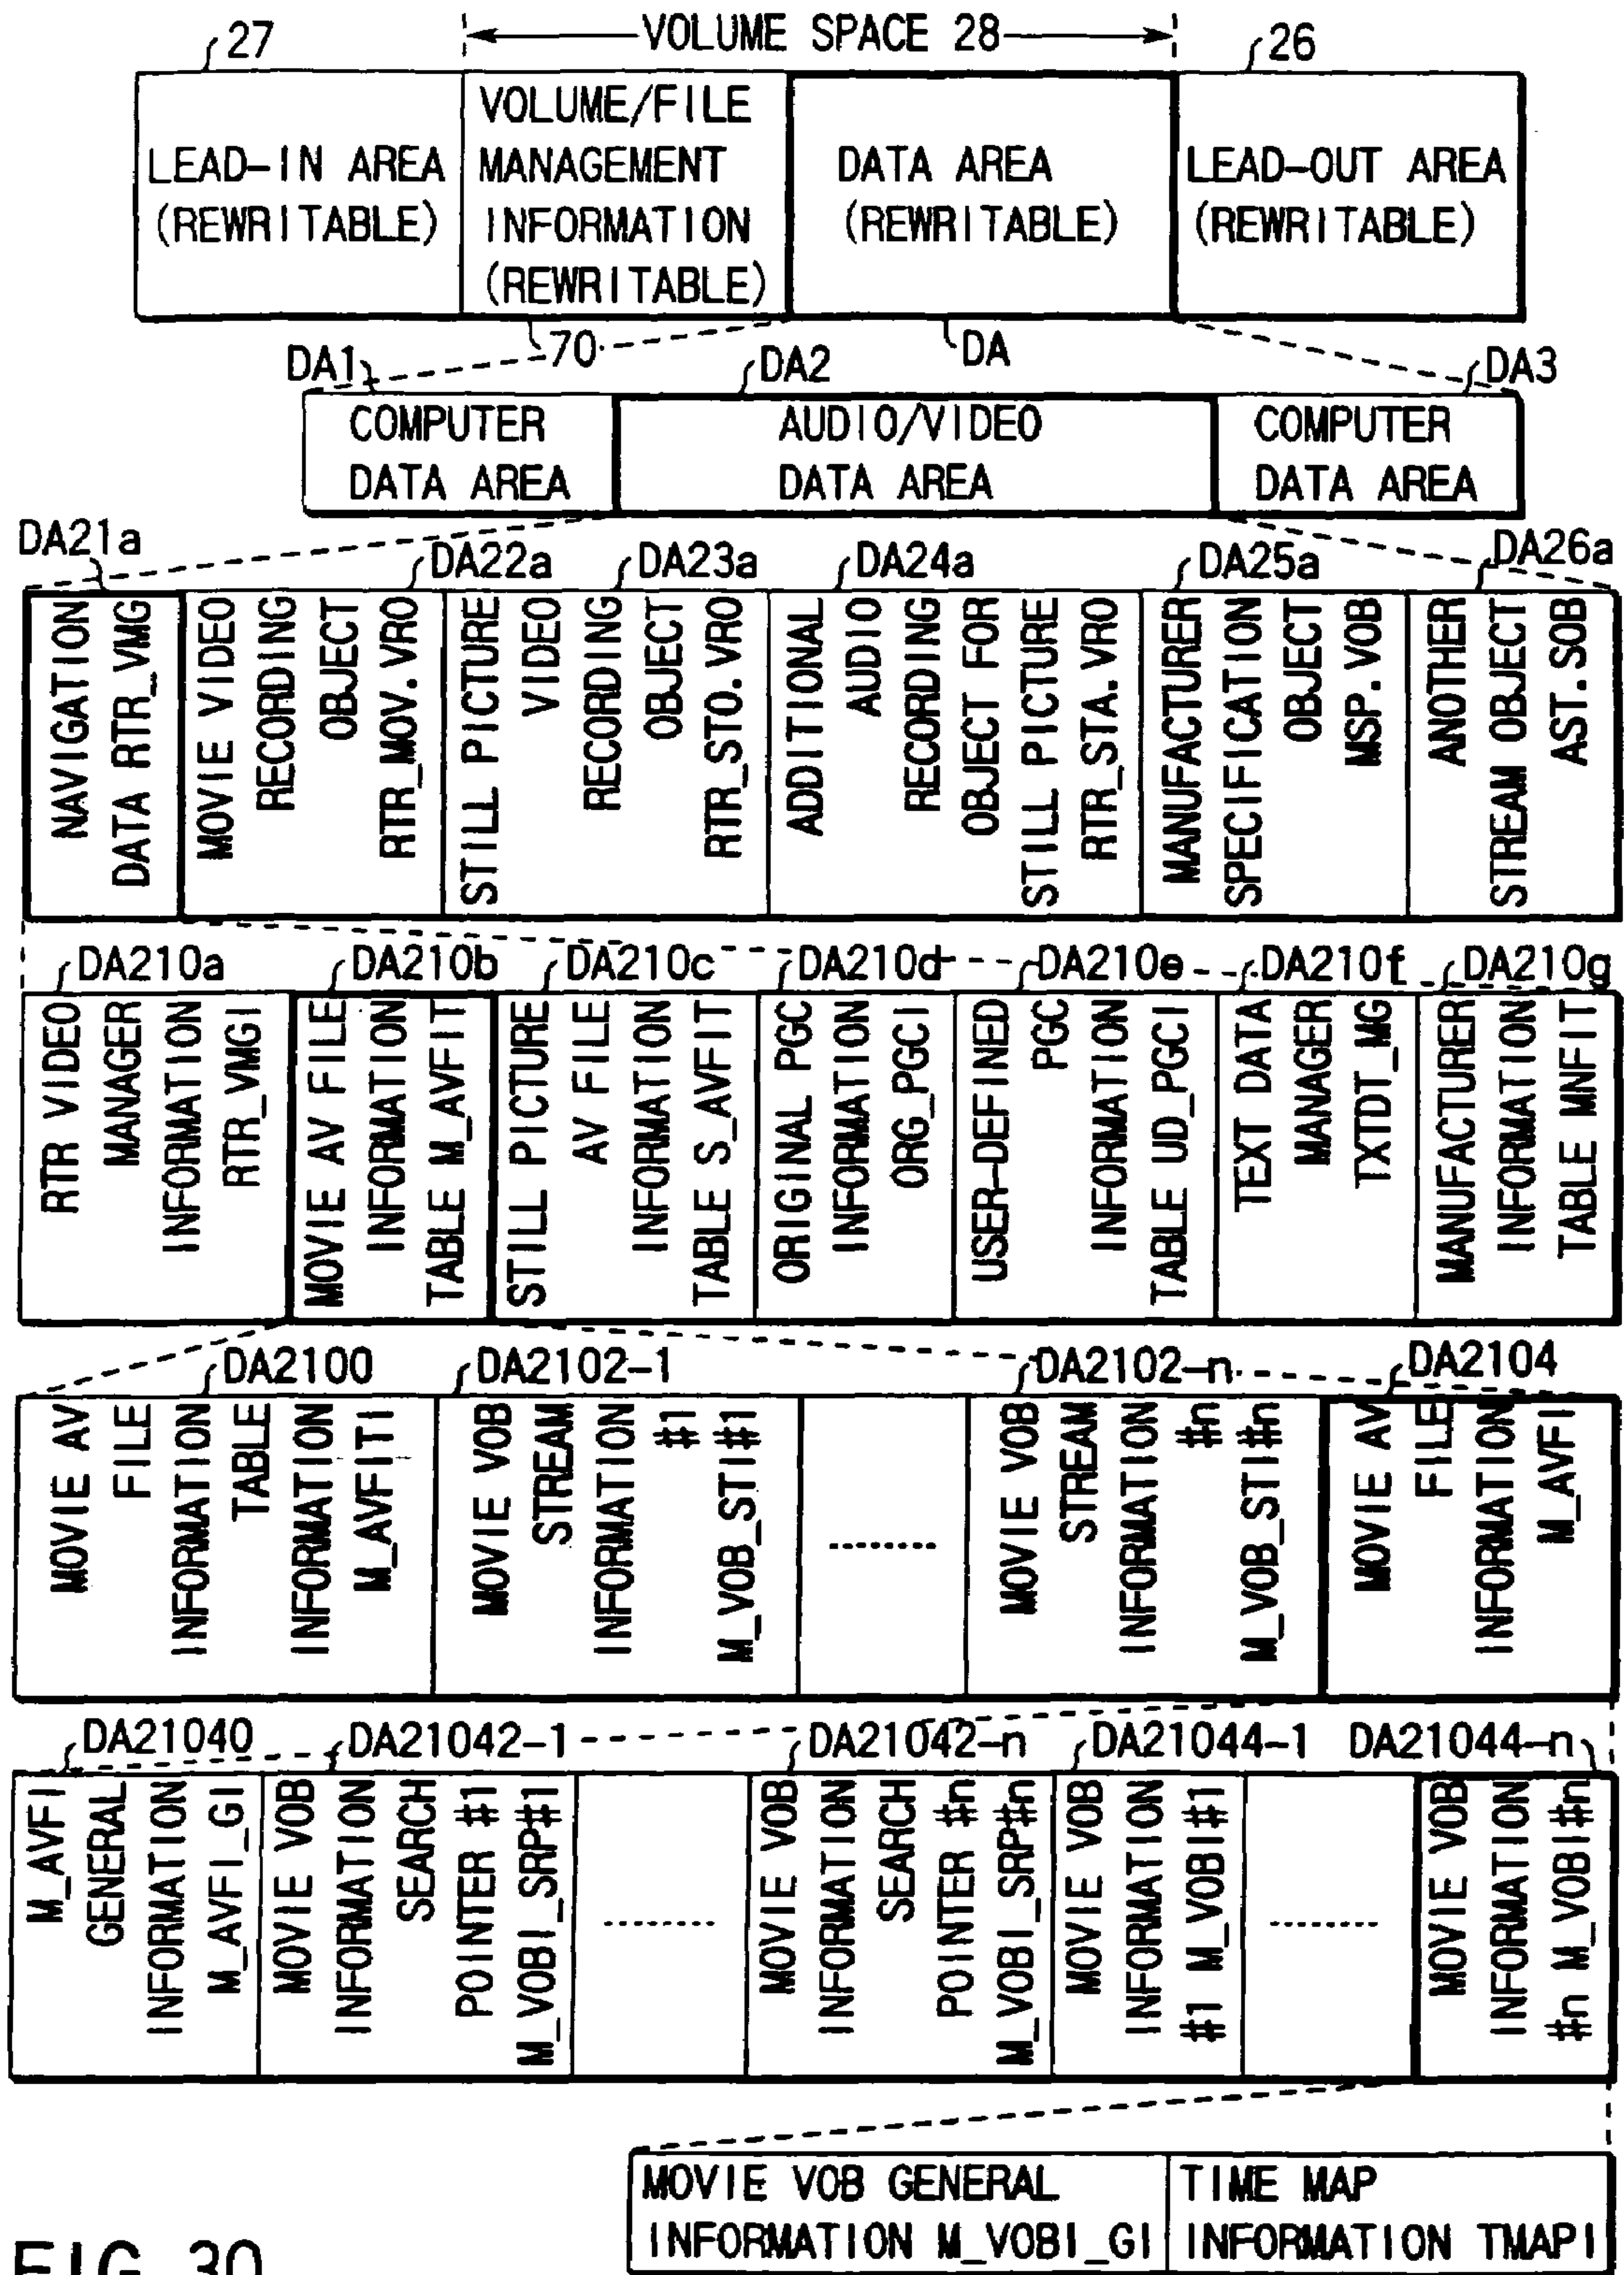 27
VOLUME SPACE 28
26
LEAD-IN AREA
(REWRITABLE)
VOLUME/FILE
MANAGEMENT
INFORMATION
(REWRITABLE)
DATA AREA
(REWRITABLE)
LEAD-OUT AREA
(REWRITABLE)
70
DA
DA1
DA2
DA3
COMPUTER
DATA AREA
AUDIO/VIDEO
DATA AREA
COMPUTER
DATA AREA
DA21a
DA22a
DA23a
DA24a
DA25a
DA26a
NAVIGATION
DATA RTR_VMG
MOVIE VIDEO
RECORDING
OBJECT
RTR_MOV.VRO
STILL PICTURE
VIDEO
RECORDING
OBJECT
RTR_STO.VRO
ADDITIONAL
AUDIO
RECORDING
OBJECT FOR
STILL PICTURE
RTR_STA.VRO
MANUFACTURER
SPECIFICATION
OBJECT
MSP.VOB
ANOTHER
STREAM OBJECT
AST.SOB
DA210a
DA210b
DA210c
DA210d
DA210e
DA210f
DA210g
RTR VIDEO
MANAGER
INFORMATION
RTR_VMGI
MOVIE AV FILE
INFORMATION
TABLE M_AVFIT
STILL PICTURE
AV FILE
INFORMATION
TABLE S_AVFIT
ORIGINAL PGC
INFORMATION
ORG_PGCI
USER-DEFINED
PGC
INFORMATION
TABLE UD_PGCI
TEXT DATA
MANAGER
TXTDT_MG
MANUFACTURER
INFORMATION
TABLE MNFIT
DA2100
DA2102-1
DA2102-n
DA2104
MOVIE AV
FILE
INFORMATION
TABLE
INFORMATION
M_AVFITI
MOVIE VOB
STREAM
INFORMATION
#1
M_VOB_STI#1
MOVIE VOB
STREAM
INFORMATION
#n
M_VOB_STI#n
MOVIE AV
FILE
INFORMATION
M_AVFI
DA21040
DA21042-1
DA21042-n
DA21044-1
DA21044-n
M_AVFI
GENERAL
INFORMATION
M_AVFI_GI
MOVIE VOB
INFORMATION
SEARCH
POINTER #1
M_VOBI_SRP#1
MOVIE VOB
INFORMATION
SEARCH
POINTER #n
M_VOBI_SRP#n
MOVIE VOB
INFORMATION
#1 M_VOBI#1
MOVIE VOB
INFORMATION
#n M_VOBI#n
MOVIE VOB GENERAL
INFORMATION M_VOBI_GI
TIME MAP
INFORMATION TMAPI
FIG. 30